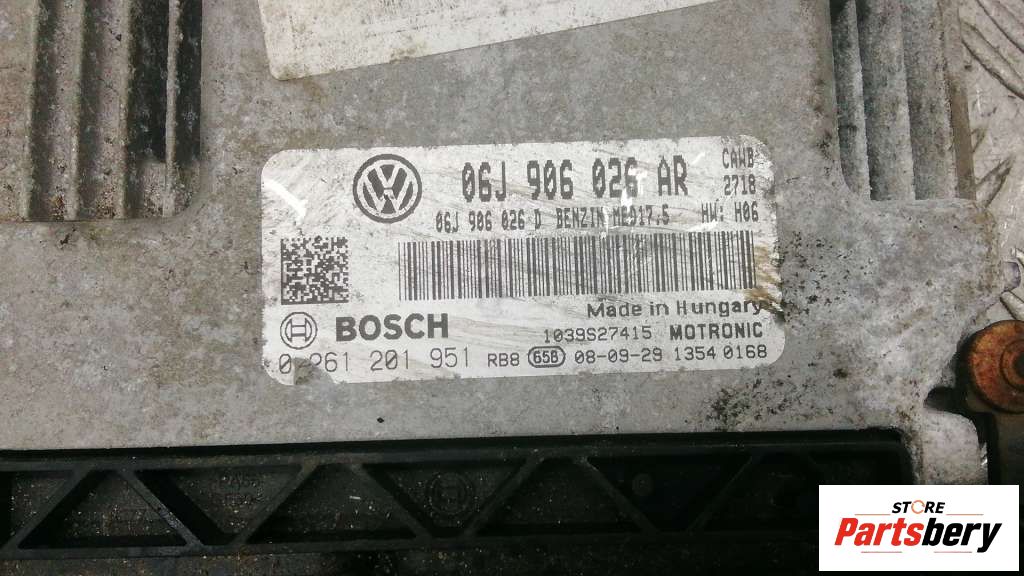 06J 906 026 AR
CAWB
2718
06J 906 026 D BENZIN MED17.5 HW: H06
Made in Hungary
BOSCH
1039S27415 MOTRONIC
0 261 201 951 RB8 65B 08-09-29 1354 0168
STORE
Partsbery